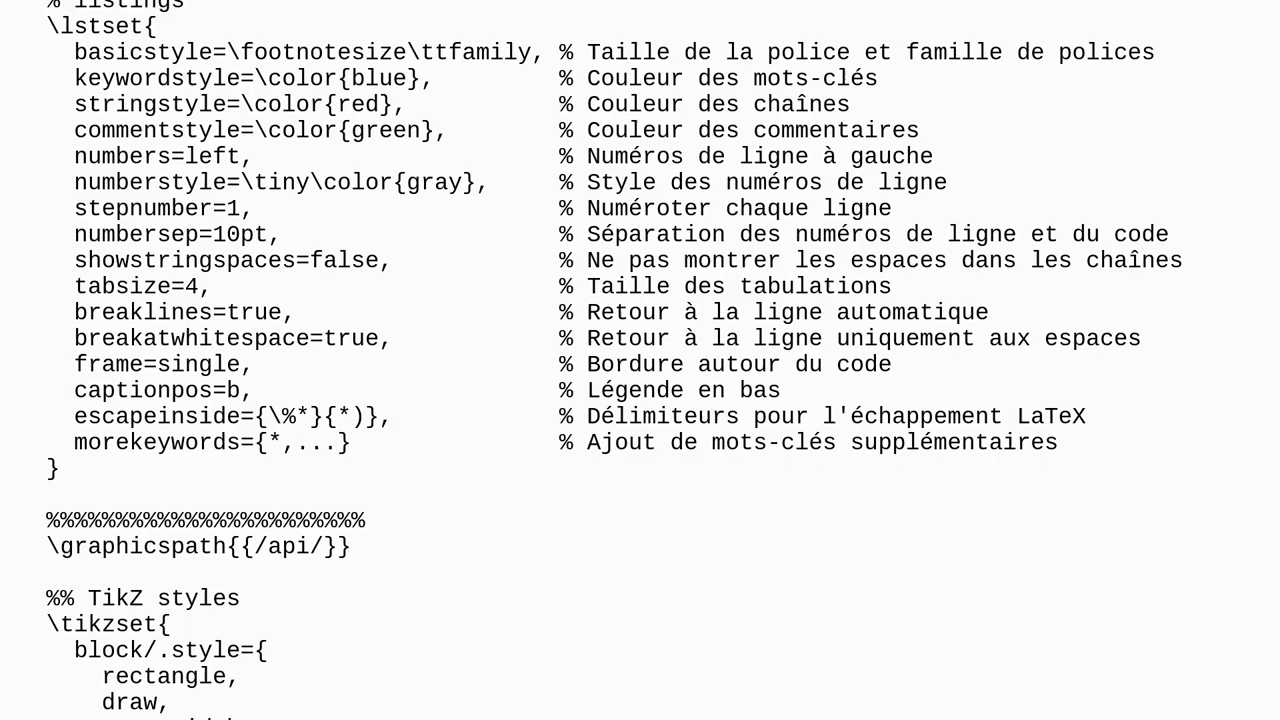 % listings
\lstset{
  basicstyle=\footnotesize\ttfamily, % Taille de la police et famille de polices
  keywordstyle=\color{blue},         % Couleur des mots-clés
  stringstyle=\color{red},           % Couleur des chaînes
  commentstyle=\color{green},        % Couleur des commentaires
  numbers=left,                      % Numéros de ligne à gauche
  numberstyle=\tiny\color{gray},     % Style des numéros de ligne
  stepnumber=1,                      % Numéroter chaque ligne
  numbersep=10pt,                    % Séparation des numéros de ligne et du code
  showstringspaces=false,            % Ne pas montrer les espaces dans les chaînes
  tabsize=4,                         % Taille des tabulations
  breaklines=true,                   % Retour à la ligne automatique
  breakatwhitespace=true,            % Retour à la ligne uniquement aux espaces
  frame=single,                      % Bordure autour du code
  captionpos=b,                      % Légende en bas
  escapeinside={\%*}{*)},            % Délimiteurs pour l'échappement LaTeX
  morekeywords={*,...}               % Ajout de mots-clés supplémentaires
}

%%%%%%%%%%%%%%%%%%%%%%%
\graphicspath{{/api/}}

%% TikZ styles
\tikzset{
  block/.style={
    rectangle,
    draw,